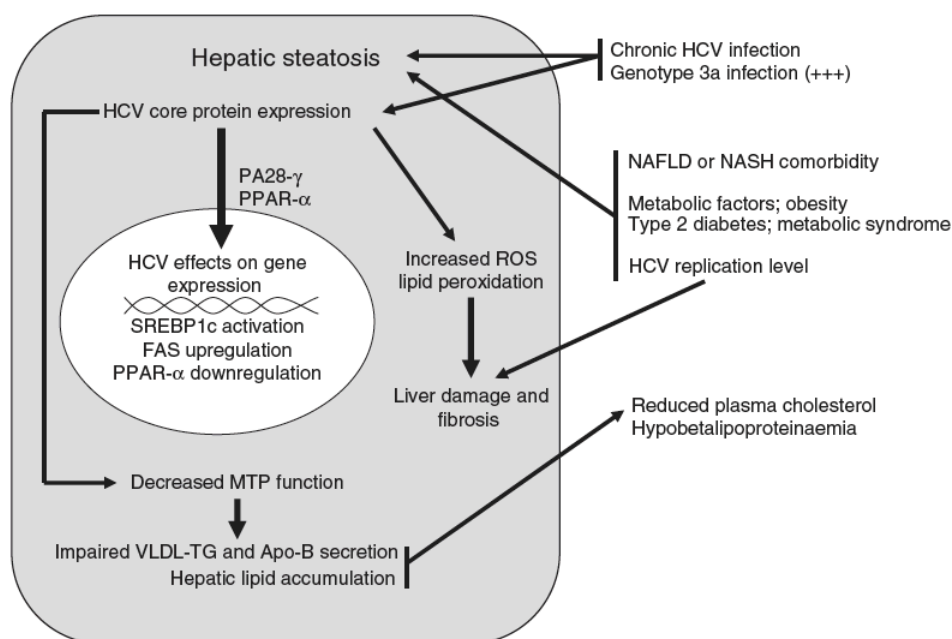 Hepatic steatosis
Chronic HCV infection
Genotype 3a infection (+++)
HCV core protein expression
PA28-γ
PPAR-α
NAFLD or NASH comorbidity
Metabolic factors; obesity
Type 2 diabetes; metabolic syndrome
HCV replication level
HCV effects on gene
expression
SREBP1c activation
FAS upregulation
PPAR-α downregulation
Increased ROS
lipid peroxidation
Liver damage and
fibrosis
Reduced plasma cholesterol
Hypobetalipoproteinaemia
Decreased MTP function
Impaired VLDL-TG and Apo-B secretion
Hepatic lipid accumulation